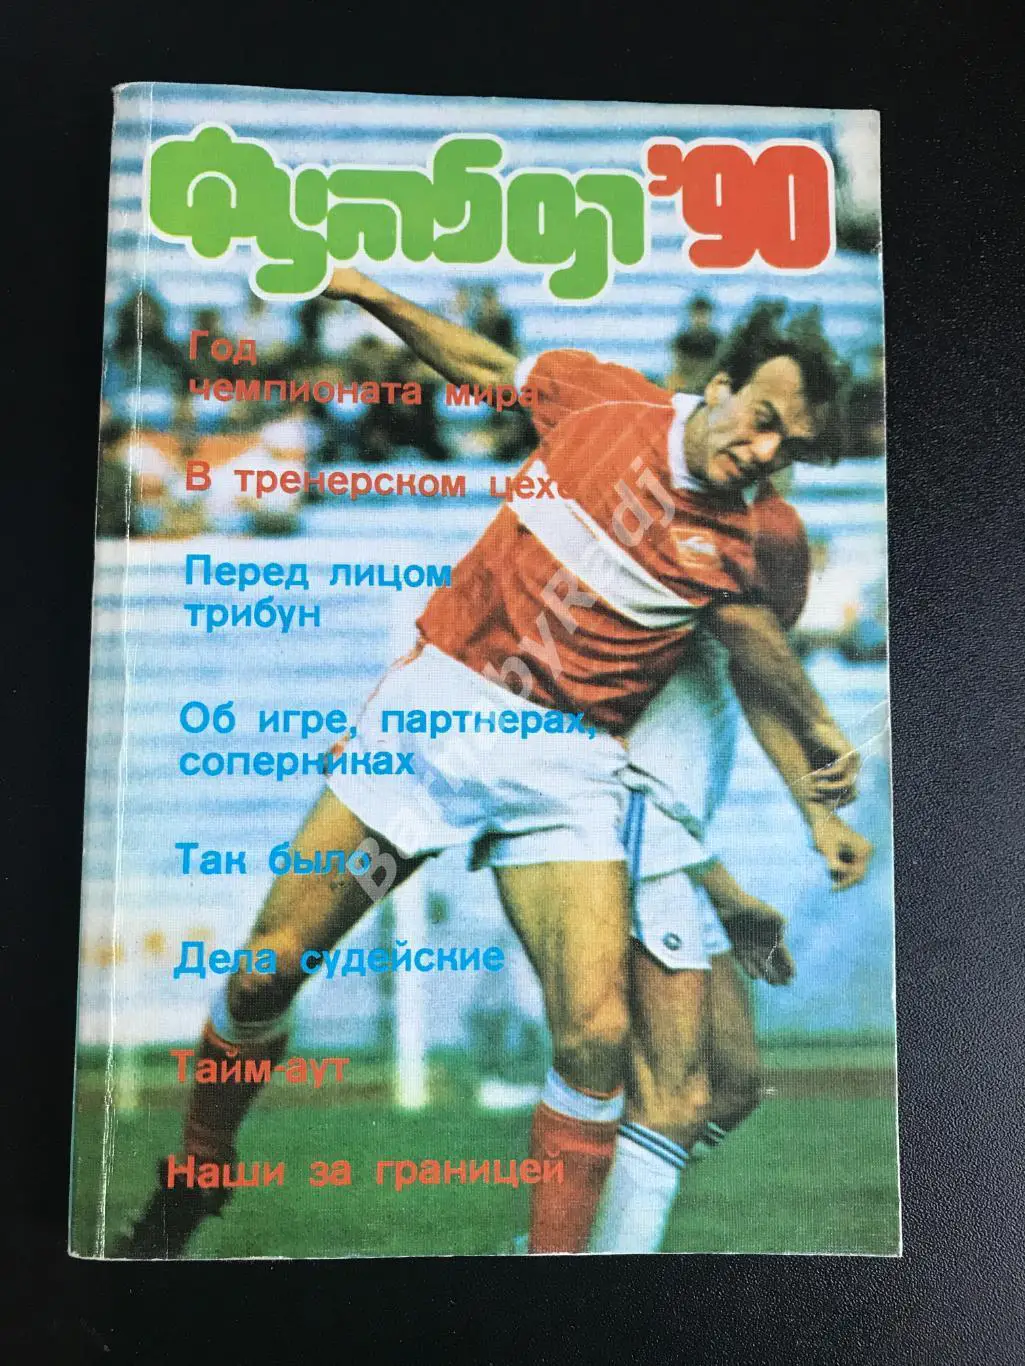 Футбол '90
Год
чемпионата мира
В тренерском цехе
Перед лицом
трибун
Об игре, партнерах,
соперниках
Так было
Дела судейские
Тайм-аут
Наши за границей